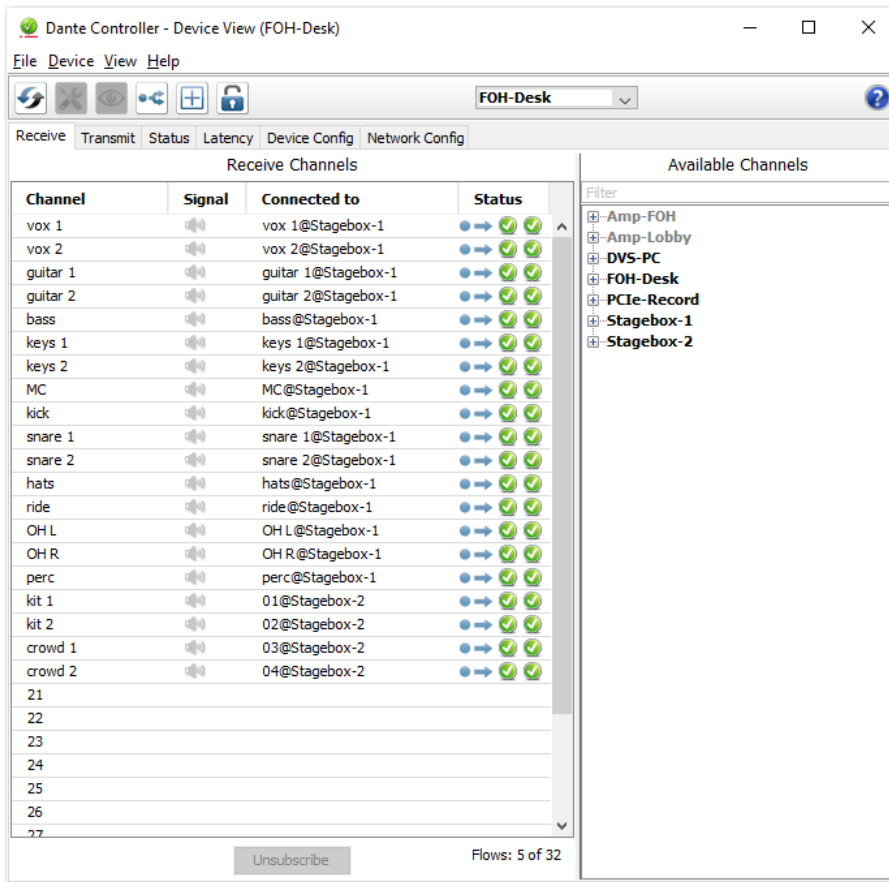 Dante Controller - Device View (FOH-Desk)
File Device View Help
FOH-Desk
Receive Transmit Status Latency Device Config Network Config
Receive Channels
Channel Signal Connected to Status
vox 1 vox 1@Stagebox-1
vox 2 vox 2@Stagebox-1
guitar 1 guitar 1@Stagebox-1
guitar 2 guitar 2@Stagebox-1
bass bass@Stagebox-1
keys 1 keys 1@Stagebox-1
keys 2 keys 2@Stagebox-1
MC MC@Stagebox-1
kick kick@Stagebox-1
snare 1 snare 1@Stagebox-1
snare 2 snare 2@Stagebox-1
hats hats@Stagebox-1
ride ride@Stagebox-1
OH L OH L@Stagebox-1
OH R OH R@Stagebox-1
perc perc@Stagebox-1
kit 1 01@Stagebox-2
kit 2 02@Stagebox-2
crowd 1 03@Stagebox-2
crowd 2 04@Stagebox-2
21
22
23
24
25
26
27
Unsubscribe Flows: 5 of 32
Available Channels
Filter
Amp-FOH
Amp-Lobby
DVS-PC
FOH-Desk
PCIe-Record
Stagebox-1
Stagebox-2